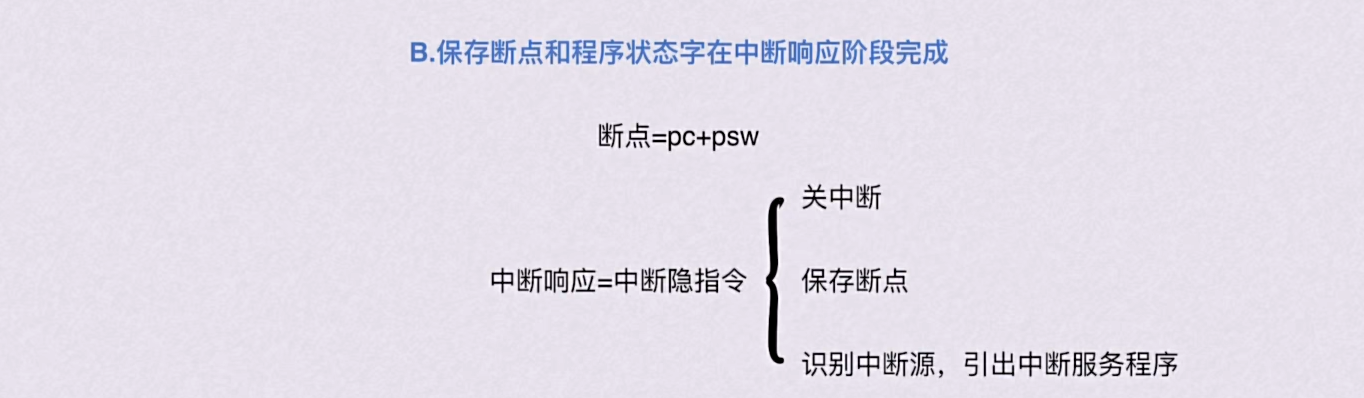 B.保存断点和程序状态字在中断响应阶段完成
断点=pc+psw
关中断
中断响应=中断隐指令
保存断点
识别中断源，引出中断服务程序